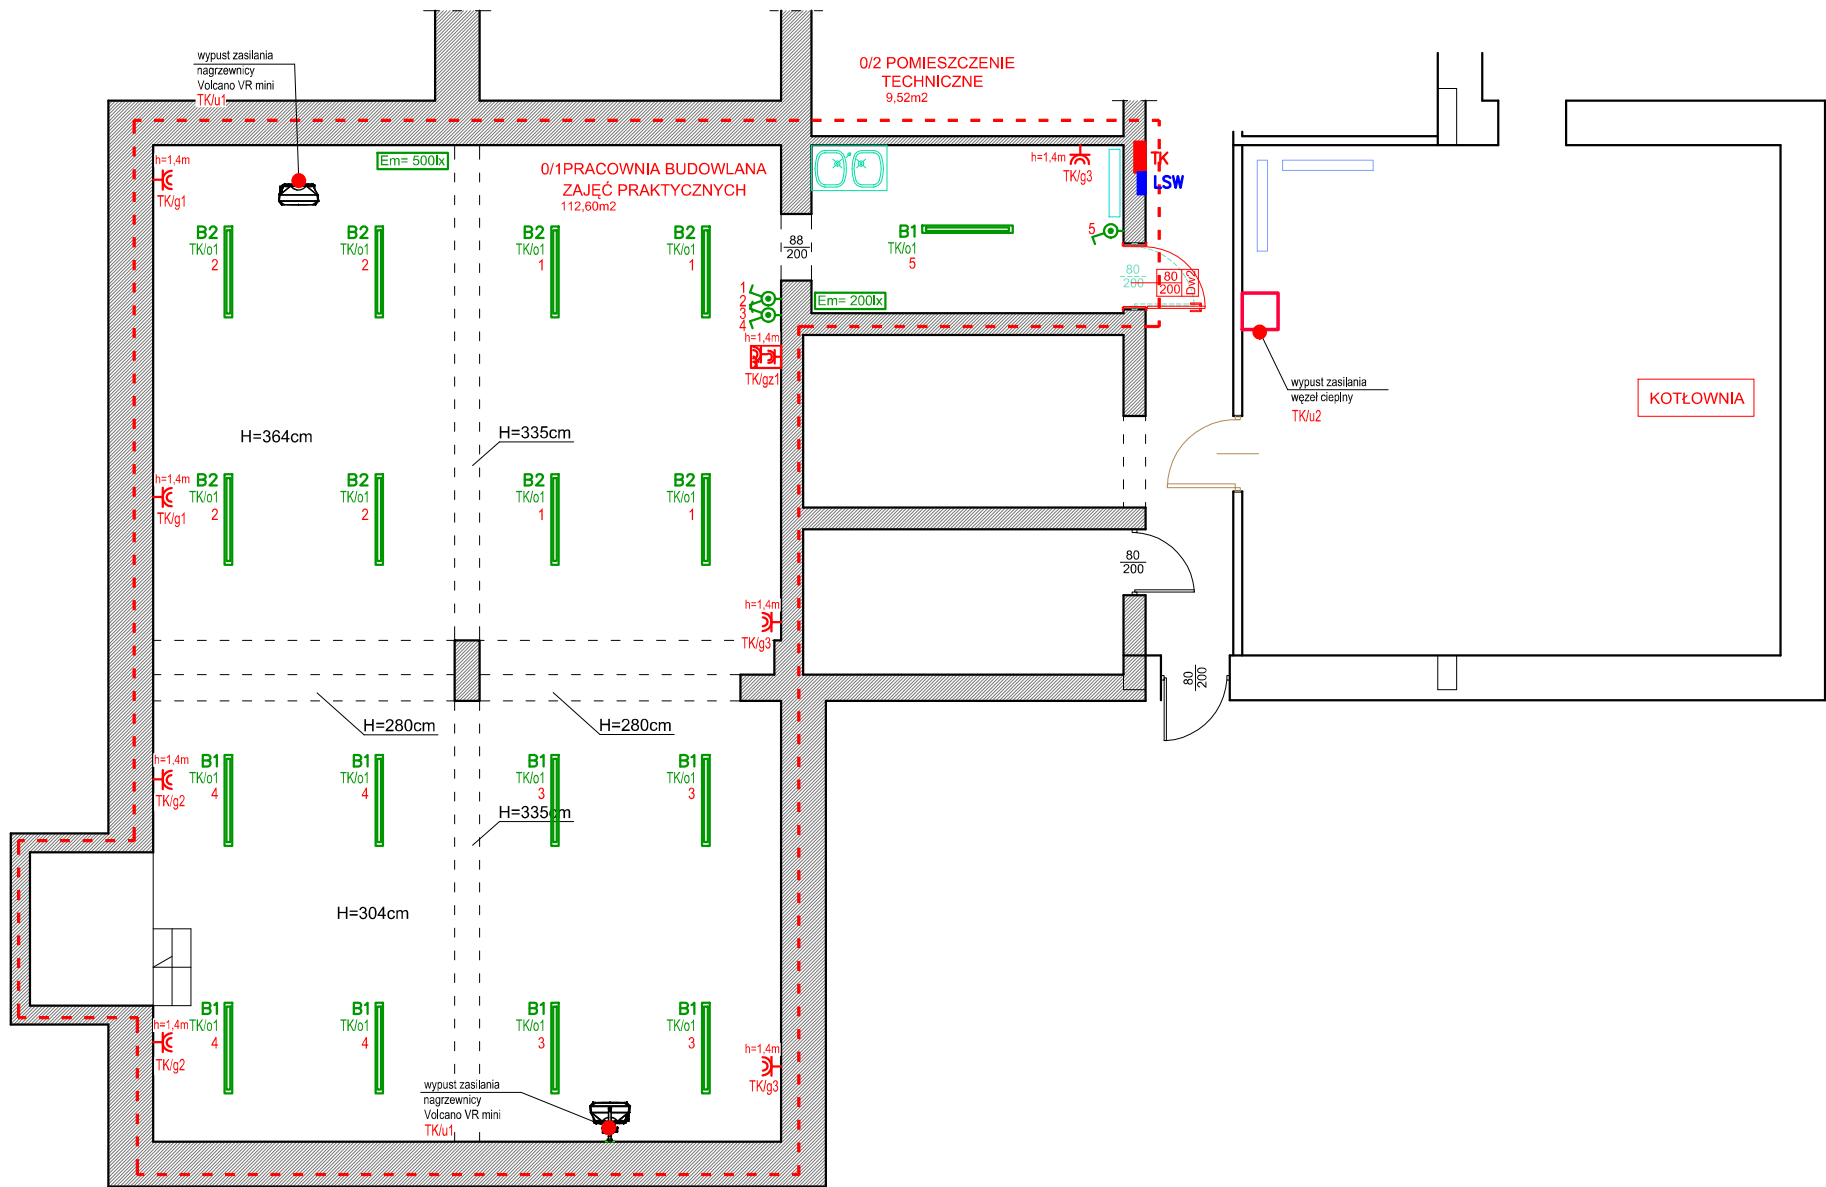 wypust zasilania
nagrzewnicy
Volcano VR mini
TK/u1
0/2 POMIESZCZENIE
TECHNICZNE
9,52m2
h=1,4m
TK/g1
Em= 500lx
0/1PRACOWNIA BUDOWLANA
ZAJĘĆ PRAKTYCZNYCH
112,60m2
h=1,4m
TK/g3
TK
LSW
B2
TK/o1
2
B2
TK/o1
2
B2
TK/o1
1
B2
TK/o1
1
88
200
B1
TK/o1
5
5
80
200
80
200
Dw2
1
2
3
4
Em= 200lx
h=1,4m
TK/gz1
wypust zasilania
węzeł cieplny
TK/u2
KOTŁOWNIA
H=364cm
H=335cm
h=1,4m
TK/g1
B2
TK/o1
2
B2
TK/o1
2
B2
TK/o1
1
B2
TK/o1
1
80
200
h=1,4m
TK/g3
80
200
H=280cm
H=280cm
h=1,4m
TK/g2
B1
TK/o1
4
B1
TK/o1
4
B1
TK/o1
3
B1
TK/o1
3
H=335cm
H=304cm
h=1,4m
TK/g2
B1
TK/o1
4
B1
TK/o1
4
B1
TK/o1
3
B1
TK/o1
3
h=1,4m
TK/g3
wypust zasilania
nagrzewnicy
Volcano VR mini
TK/u1